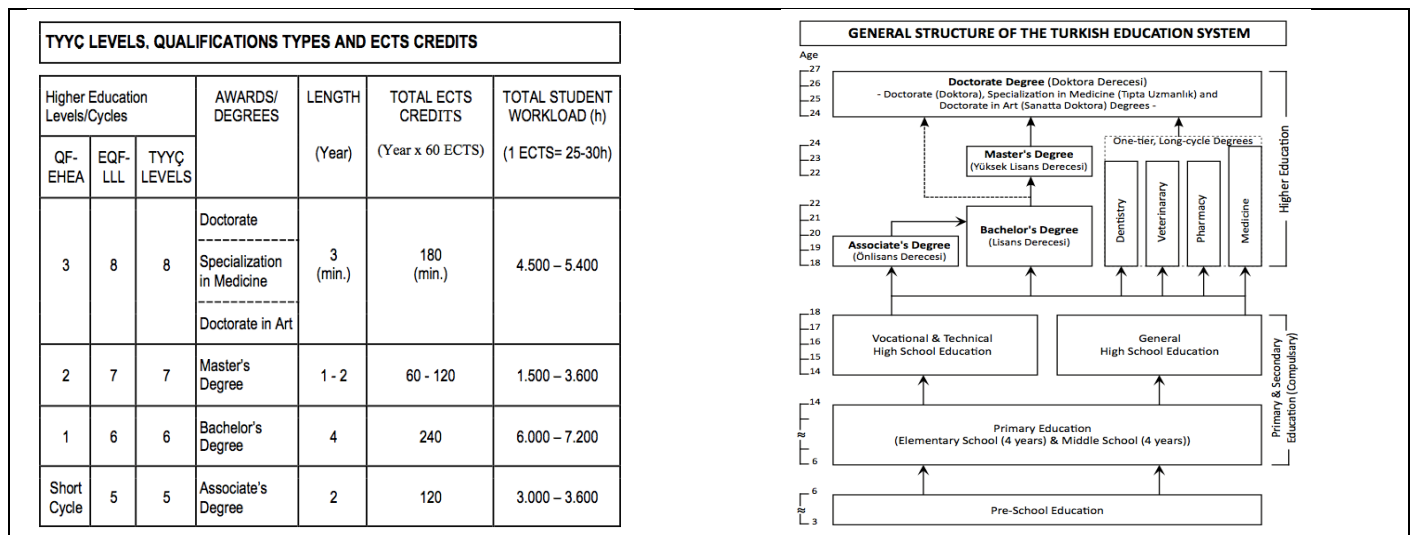 TYYÇ LEVELS, QUALIFICATIONS TYPES AND ECTS CREDITS
Higher Education
Levels/Cycles
AWARDS/
DEGREES
LENGTH
(Year)
TOTAL ECTS
CREDITS
(Year x 60 ECTS)
TOTAL STUDENT
WORKLOAD (h)
(1 ECTS= 25-30h)
QF-
EHEA
EQF-
LLL
TYYÇ
LEVELS
3
8
8
Doctorate
Specialization
in Medicine
Doctorate in Art
3
(min.)
180
(min.)
4.500 – 5.400
2
7
7
Master's
Degree
1 - 2
60 - 120
1.500 – 3.600
1
6
6
Bachelor's
Degree
4
240
6.000 – 7.200
Short
Cycle
5
5
Associate's
Degree
2
120
3.000 – 3.600
GENERAL STRUCTURE OF THE TURKISH EDUCATION SYSTEM
Age
27
26
25
24
Doctorate Degree (Doktora Derecesi)
- Doctorate (Doktora), Specialization in Medicine (Tıpta Uzmanlık) and
Doctorate in Art (Sanatta Doktora) Degrees -
24
23
22
Master's Degree
(Yüksek Lisans Derecesi)
One-tier, Long-cycle Degrees
22
21
20
19
18
Associate's Degree
(Önlisans Derecesi)
Bachelor's Degree
(Lisans Derecesi)
Dentistry
Veterinarary
Pharmacy
Medicine
Higher Education
18
17
16
15
14
Vocational & Technical
High School Education
General
High School Education
14
≈
6
Primary Education
(Elementary School (4 years) & Middle School (4 years))
Primary & Secondary
Education (Compulsary)
6
≈
3
Pre-School Education